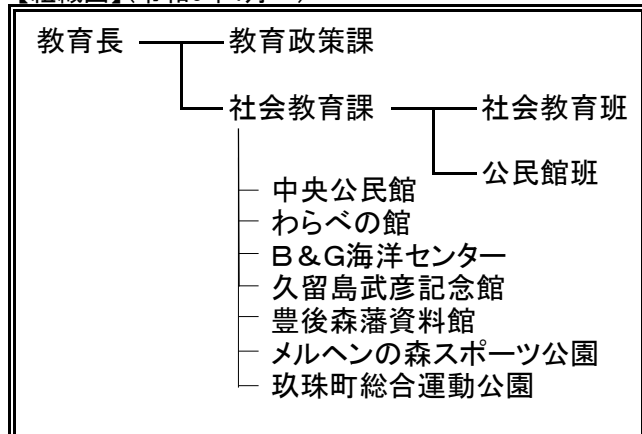 教育長 教育政策課
社会教育課 社会教育班
公民館班
中央公民館
わらべの館
B＆G海洋センター
久留島武彦記念館
豊後森藩資料館
メルヘンの森スポーツ公園
玖珠町総合運動公園